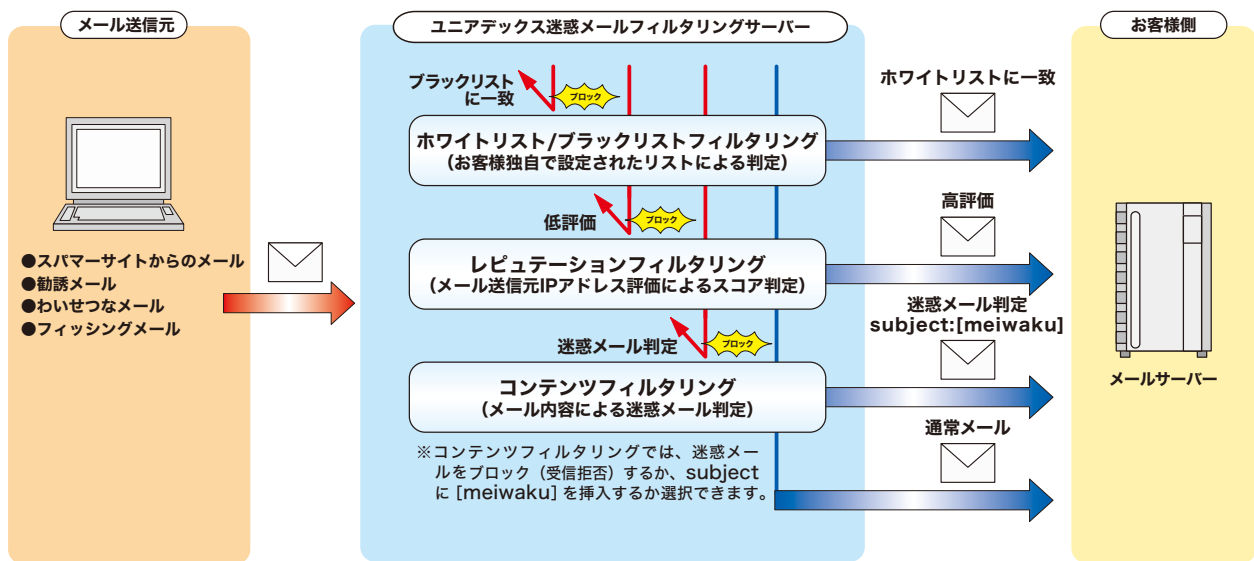 メール送信元
●スパマーサイトからのメール
●勧誘メール
●わいせつなメール
●フィッシングメール
ユニアデックス迷惑メールフィルタリングサーバー
ブラックリスト
に一致
ブロック
ホワイトリスト/ブラックリストフィルタリング
(お客様独自で設定されたリストによる判定)
低評価
ブロック
レピュテーションフィルタリング
(メール送信元IPアドレス評価によるスコア判定)
迷惑メール判定
ブロック
コンテンツフィルタリング
(メール内容による迷惑メール判定)
※コンテンツフィルタリングでは、迷惑メー
ルをブロック(受信拒否)するか、subject
に [meiwaku] を挿入するか選択できます。
ホワイトリストに一致
高評価
迷惑メール判定
subject:[meiwaku]
通常メール
お客様側
メールサーバー